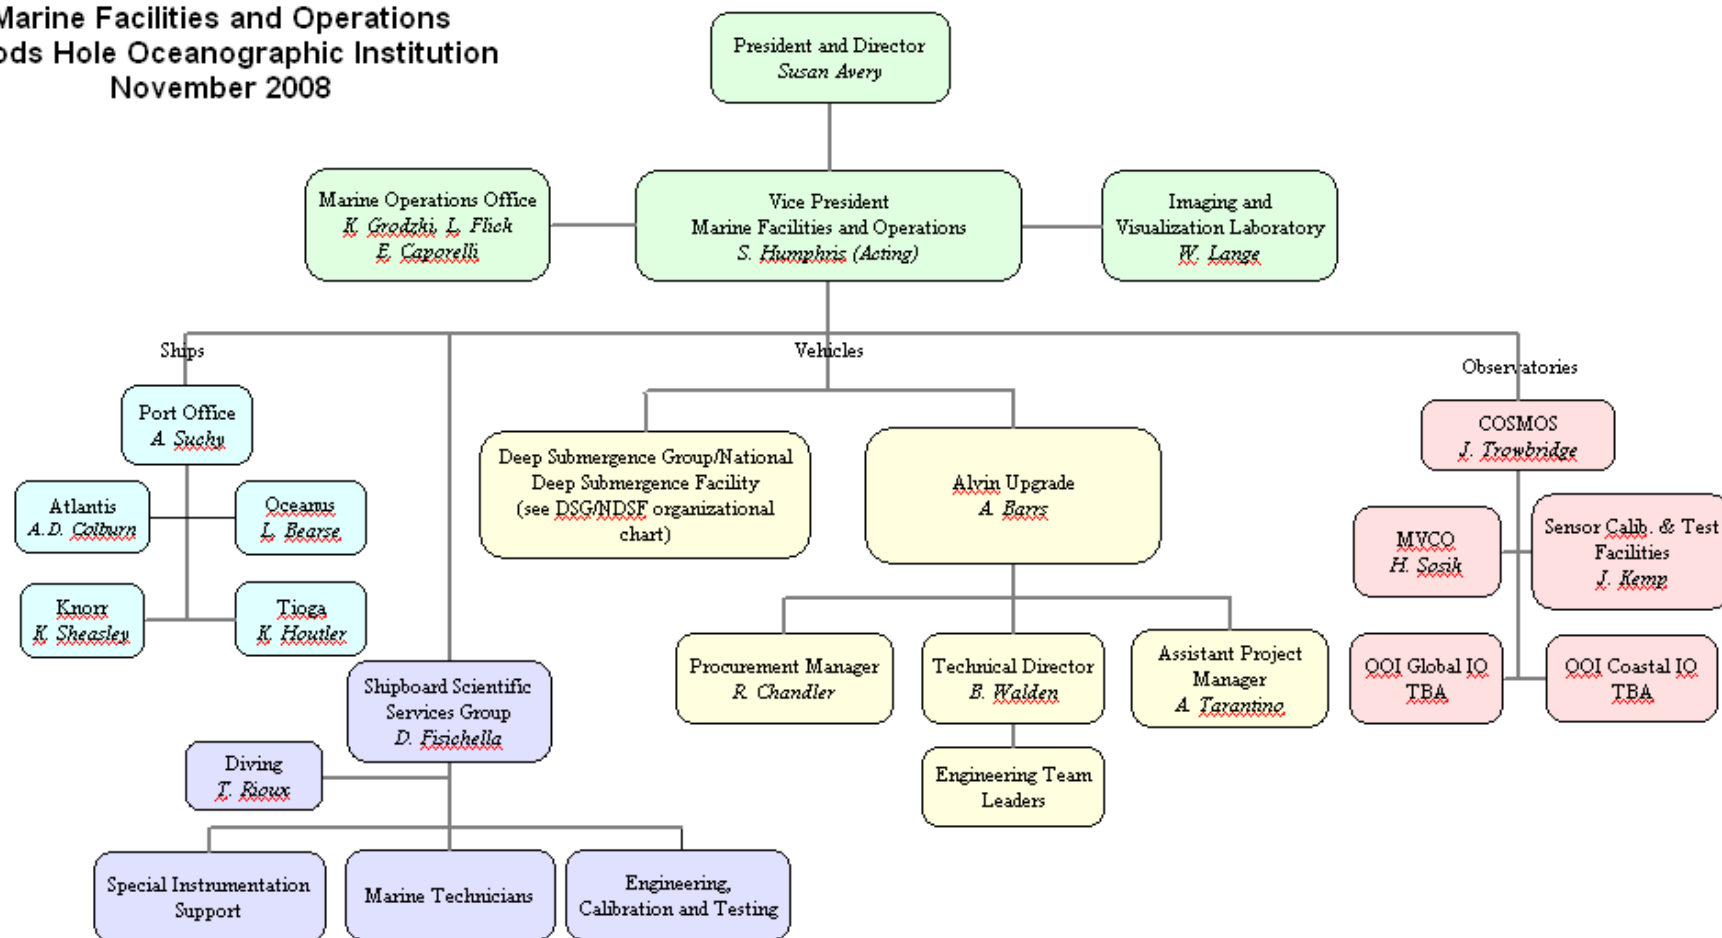 Marine Facilities and Operations
ods Hole Oceanographic Institution
November 2008
President and Director
Susan Avery
Marine Operations Office
K. Grodzki, L. Flick
E. Caporelli
Vice President
Marine Facilities and Operations
S. Humphris (Acting)
Imaging and
Visualization Laboratory
W. Lange
Ships
Vehicles
Observatories
Port Office
A. Suchy
Atlantis
A.D. Colburn
Oceanus
L. Bearse
Knorr
K. Sheasley
Tioga
K. Houtler
Shipboard Scientific
Services Group
D. Fisichella
Diving
T. Rioux
Special Instrumentation
Support
Marine Technicians
Engineering,
Calibration and Testing
Deep Submergence Group/National
Deep Submergence Facility
(see DSG/NDSF organizational
chart)
Alvin Upgrade
A. Barrs
Procurement Manager
R. Chandler
Technical Director
B. Walden
Assistant Project
Manager
A. Tarantino
Engineering Team
Leaders
COSMOS
J. Trowbridge
MVCO
H. Sosik
Sensor Calib. & Test
Facilities
J. Kemp
OOI Global IO
TBA
OOI Coastal IO
TBA